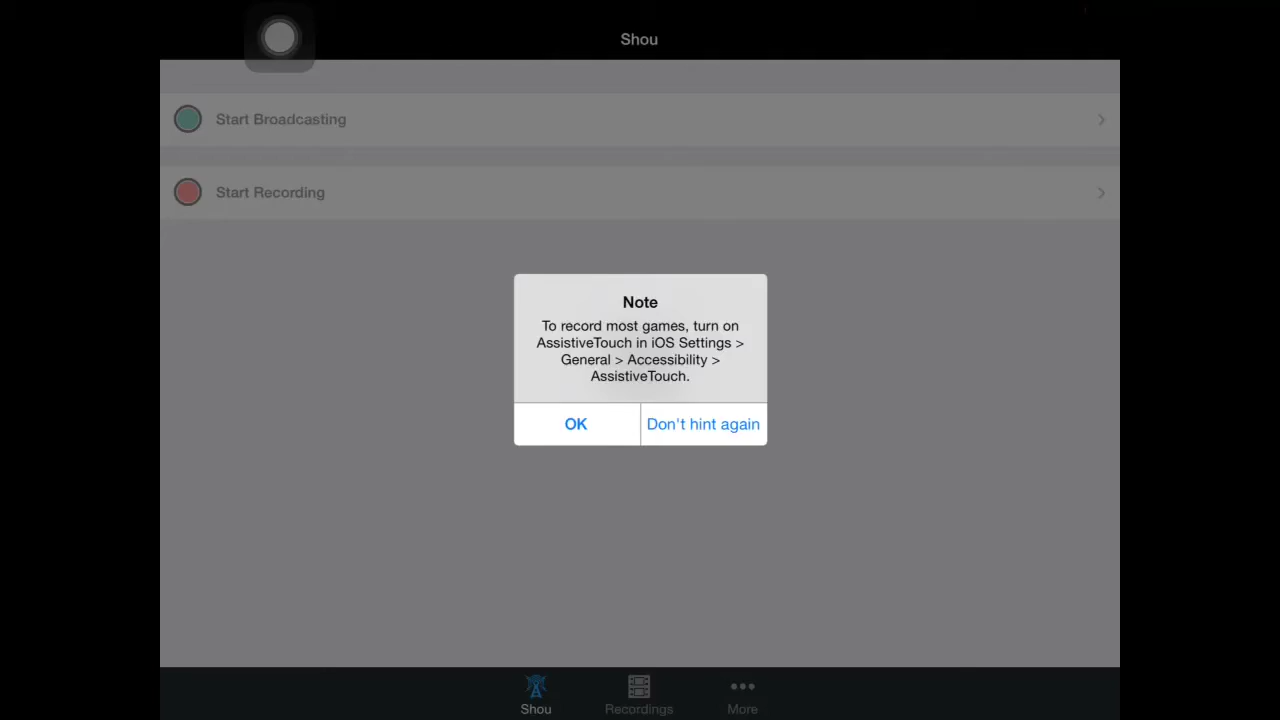 Shou
Start Broadcasting
Start Recording
Note
To record most games, turn on
AssistiveTouch in iOS Settings >
General > Accessibility >
AssistiveTouch.
OK
Don't hint again
Shou
Recordings
More